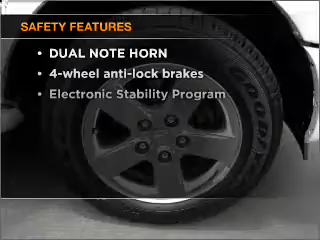 SAFETY FEATURES
• DUAL NOTE HORN
• 4-wheel anti-lock brakes
• Electronic Stability Program